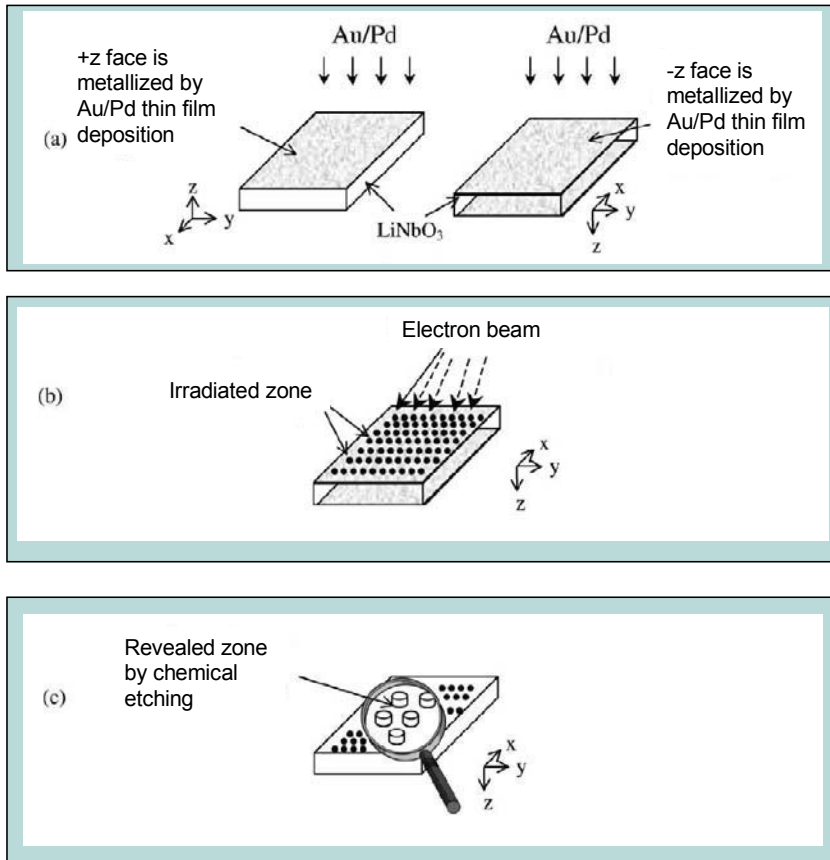 Au/Pd
Au/Pd
+z face is
metallized by
Au/Pd thin film
deposition
-z face is
metallized by
Au/Pd thin film
deposition
(a)
z
y
x
LiNbO₃
x
y
z
Electron beam
(b)
Irradiated zone
x
y
z
Revealed zone
by chemical
etching
(c)
x
y
z